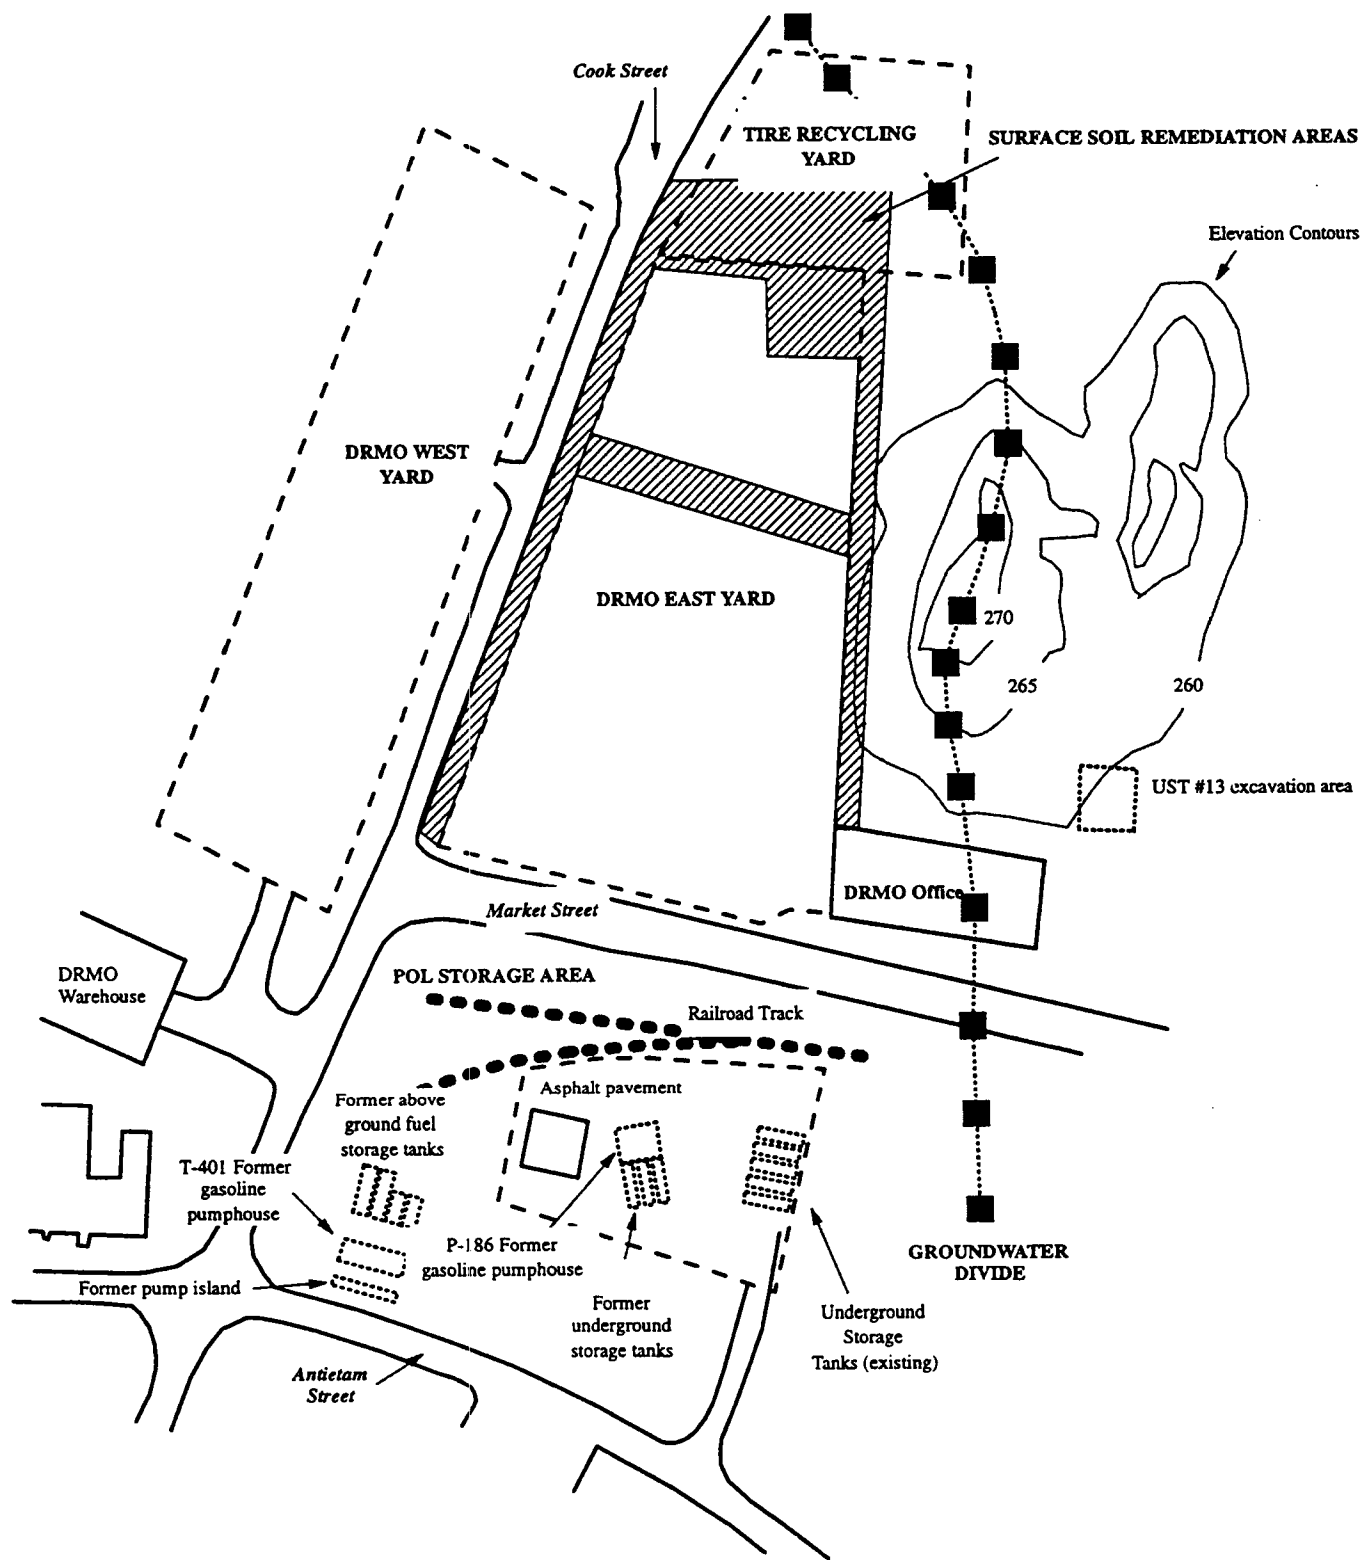 Cook Street
TIRE RECYCLING
YARD
SURFACE SOIL REMEDIATION AREAS
Elevation Contours
DRMO WEST
YARD
DRMO EAST YARD
270
265
260
UST #13 excavation area
DRMO Office
Market Street
DRMO
Warehouse
POL STORAGE AREA
Railroad Track
Asphalt pavement
Former above
ground fuel
storage tanks
T-401 Former
gasoline
pumphouse
P-186 Former
gasoline pumphouse
GROUNDWATER
DIVIDE
Former pump island
Former
underground
storage tanks
Underground
Storage
Tanks (existing)
Antietam
Street